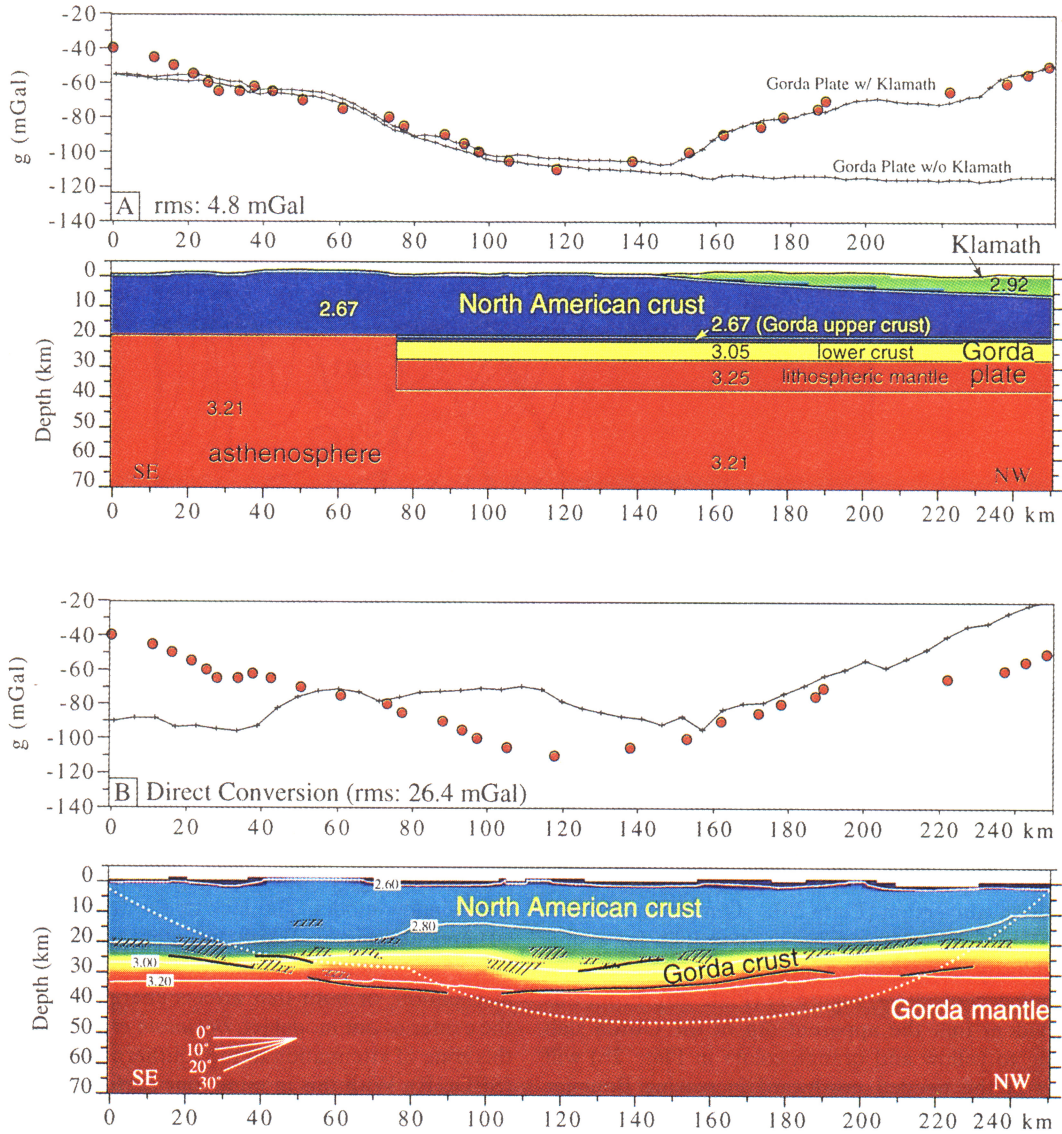 -20
-40
-60
-80
-100
-120
-140
g (mGal)
Gorda Plate w/ Klamath
Gorda Plate w/o Klamath
A rms: 4.8 mGal
0 20 40 60 80 100 120 140 160 180 200
Klamath
0
10
20
30
40
50
60
70
Depth (km)
2.92
2.67
North American crust
2.67 (Gorda upper crust)
3.05 lower crust Gorda
3.25 lithospheric mantle plate
3.21
asthenosphere
3.21
SE NW
0 20 40 60 80 100 120 140 160 180 200 220 240 km
-20
-40
-60
-80
-100
-120
-140
g (mGal)
B Direct Conversion (rms: 26.4 mGal)
0 20 40 60 80 100 120 140 160 180 200 220 240 km
0
10
20
30
40
50
60
70
Depth (km)
2.60
North American crust
2.80
3.00
Gorda crust
3.20
Gorda mantle
0°
10°
20°
30°
SE NW
0 20 40 60 80 100 120 140 160 180 200 220 240 km